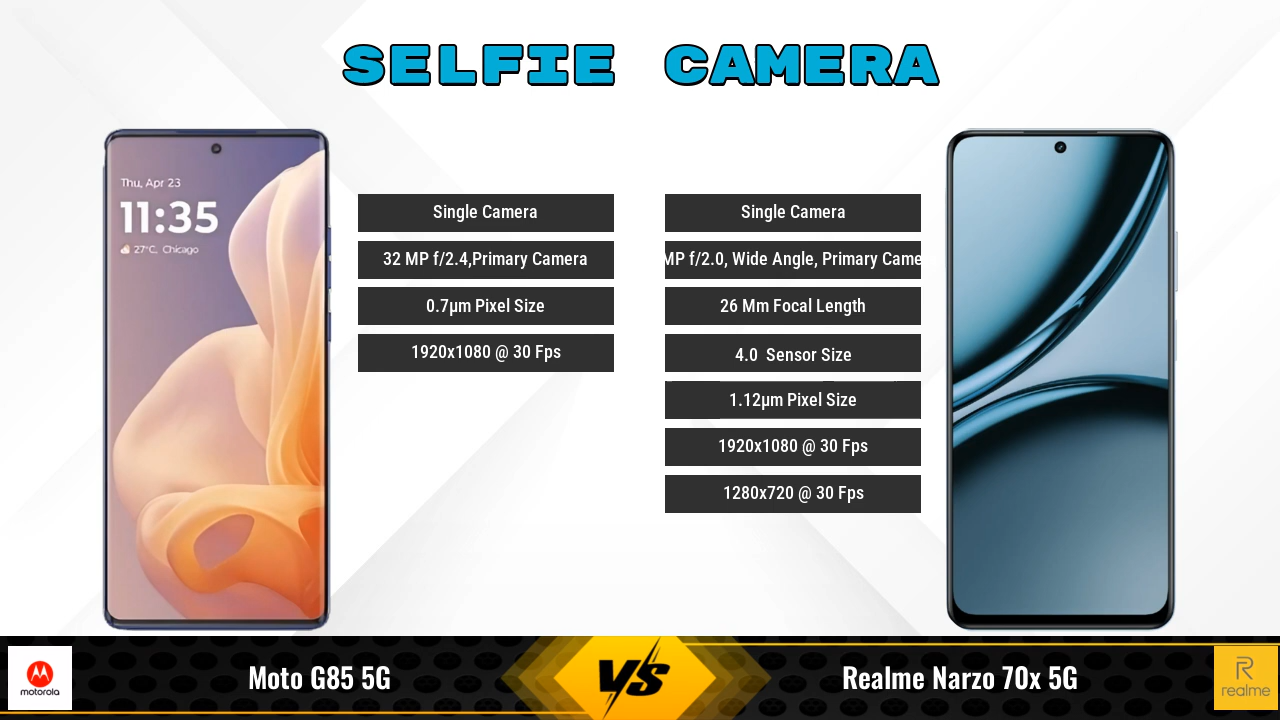 SELFIE CAMERA
Thu, Apr 23
11:35
27°C, Chicago
Single Camera
32 MP f/2.4,Primary Camera
0.7µm Pixel Size
1920x1080 @ 30 Fps
Single Camera
MP f/2.0, Wide Angle, Primary Came
26 Mm Focal Length
4.0  Sensor Size
1.12µm Pixel Size
1920x1080 @ 30 Fps
1280x720 @ 30 Fps
motorola
Moto G85 5G
VS
Realme Narzo 70x 5G
realme